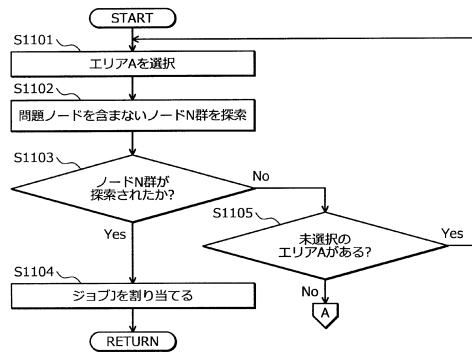 START
S1101
エリアAを選択
S1102
問題ノードを含まないノードN群を探索
S1103
ノードN群が
探索されたか?
No
Yes
S1105
未選択の
エリアAがある?
Yes
No
A
S1104
ジョブJを割り当てる
RETURN